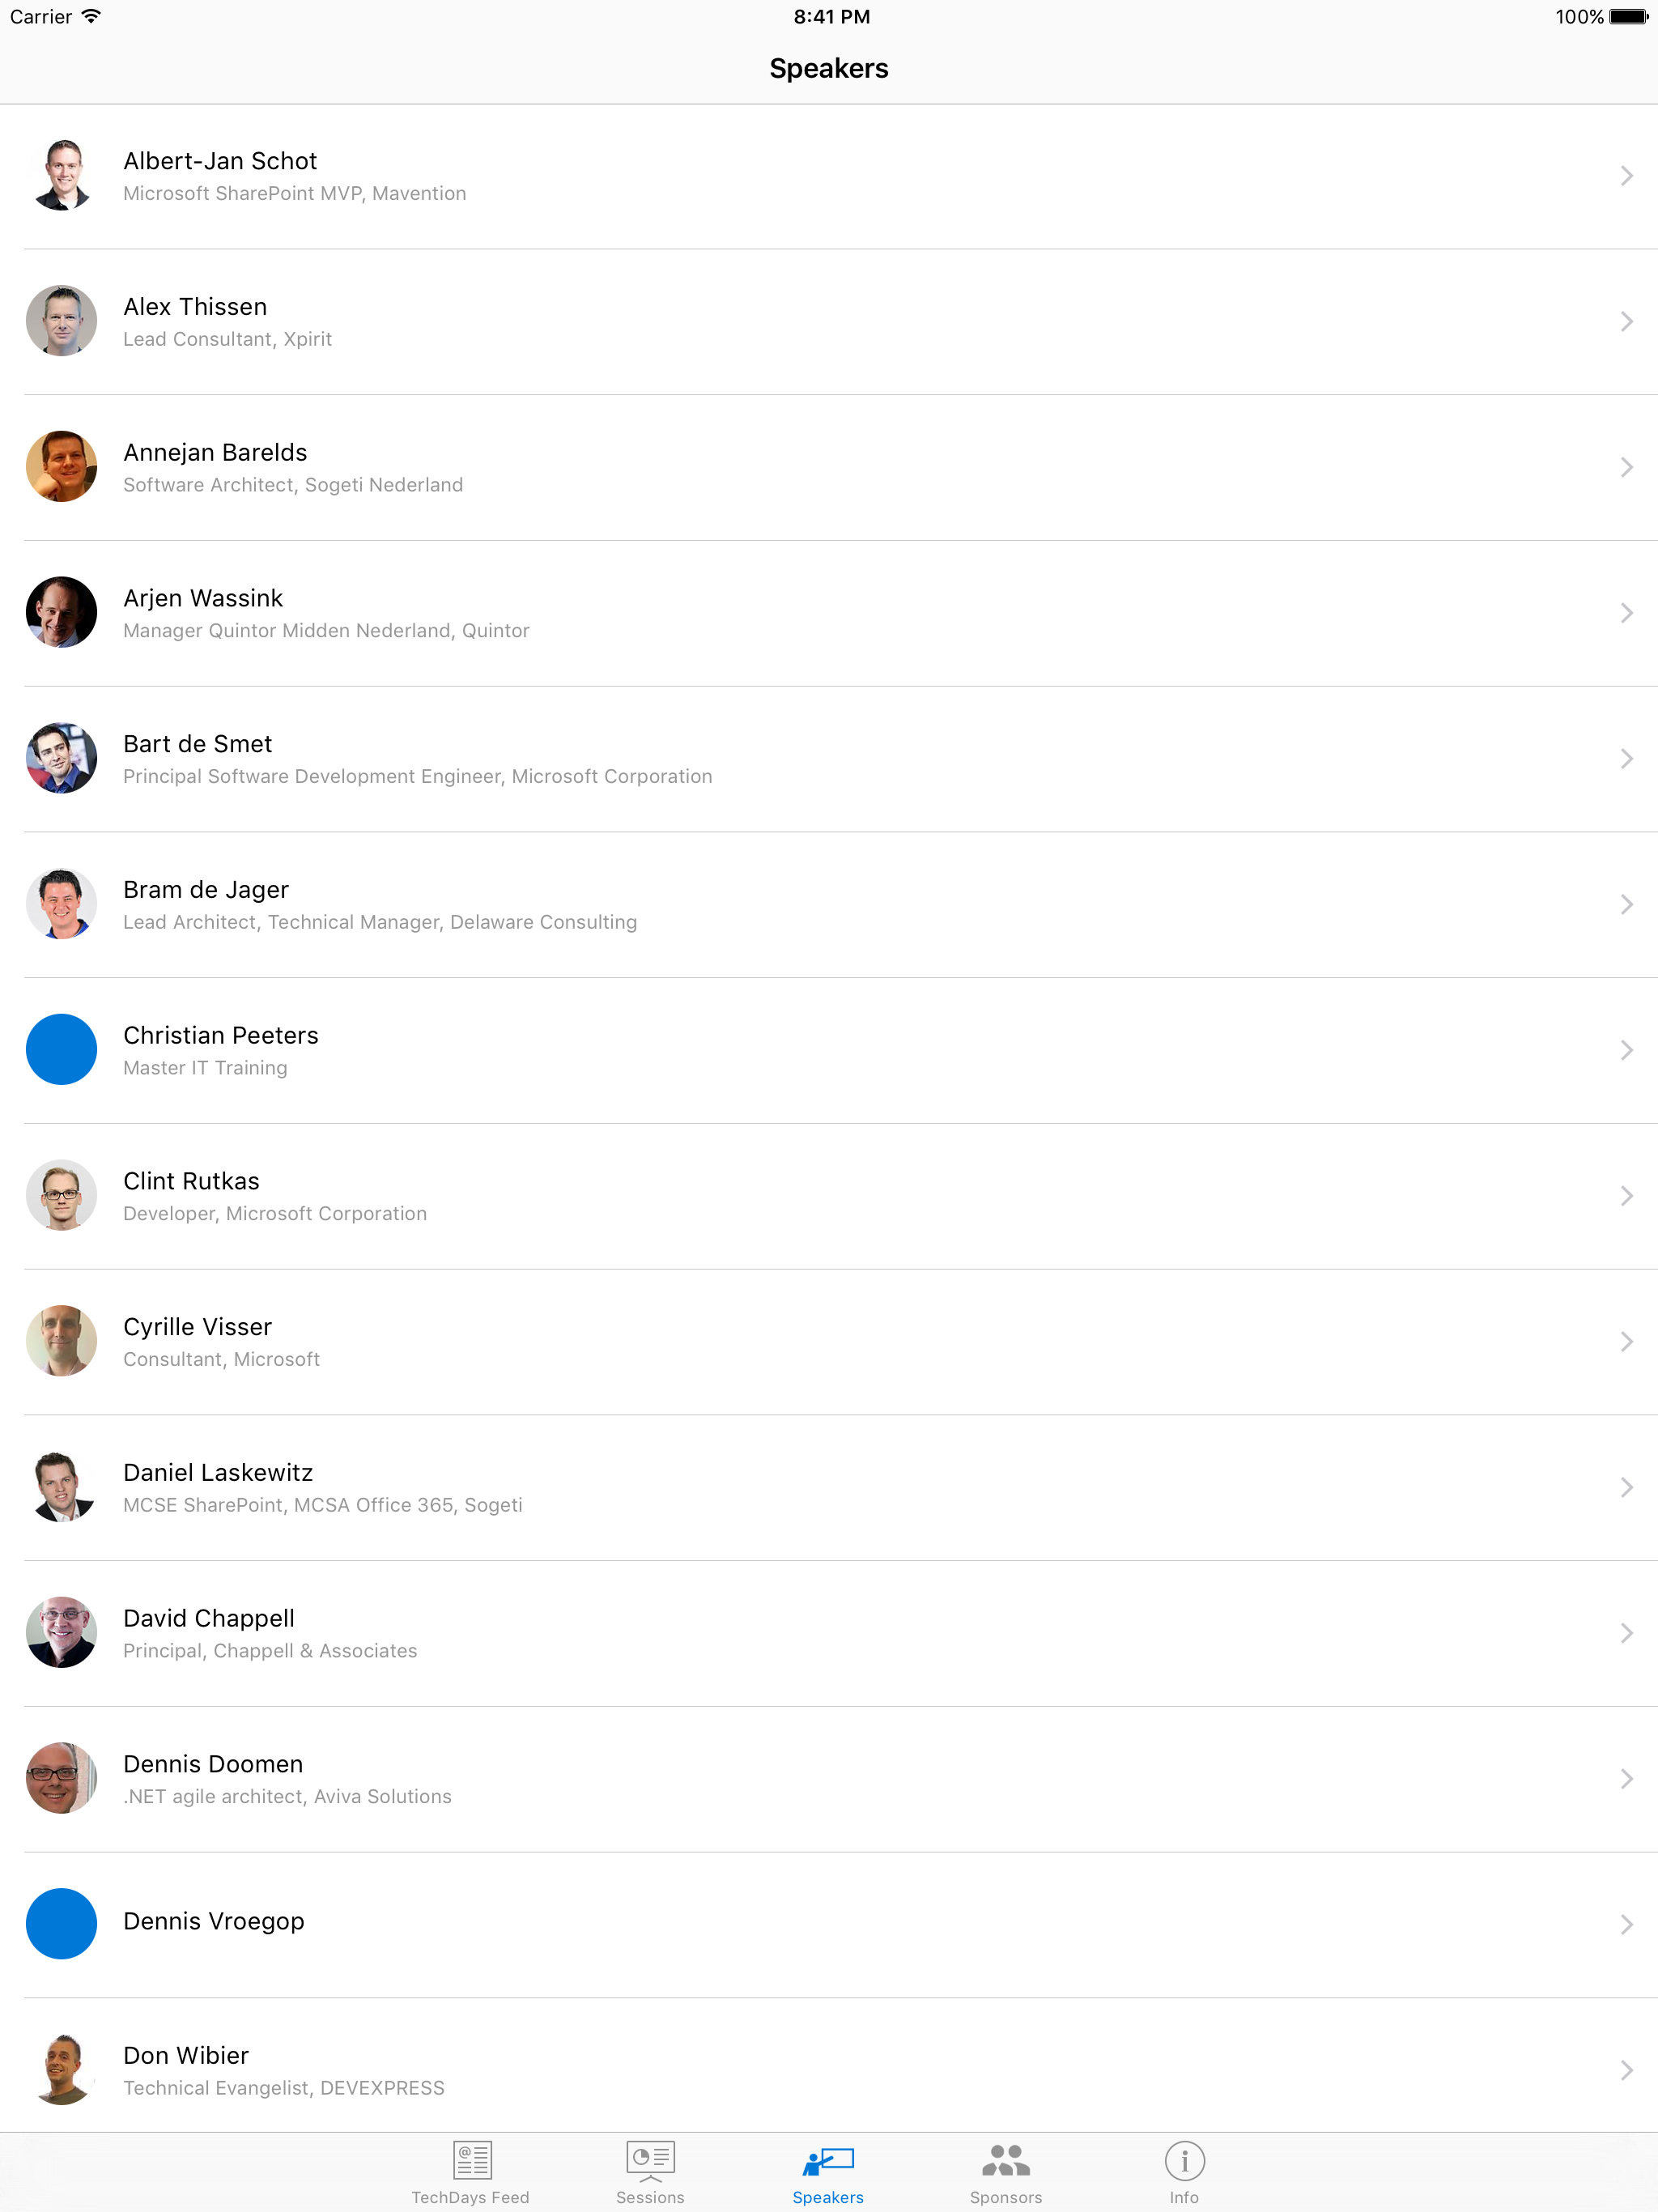 Carrier 8:41 PM 100%
Speakers
Albert-Jan Schot
Microsoft SharePoint MVP, Mavention
Alex Thissen
Lead Consultant, Xpirit
Annejan Barelds
Software Architect, Sogeti Nederland
Arjen Wassink
Manager Quintor Midden Nederland, Quintor
Bart de Smet
Principal Software Development Engineer, Microsoft Corporation
Bram de Jager
Lead Architect, Technical Manager, Delaware Consulting
Christian Peeters
Master IT Training
Clint Rutkas
Developer, Microsoft Corporation
Cyrille Visser
Consultant, Microsoft
Daniel Laskewitz
MCSE SharePoint, MCSA Office 365, Sogeti
David Chappell
Principal, Chappell & Associates
Dennis Doomen
.NET agile architect, Aviva Solutions
Dennis Vroegop
Don Wibier
Technical Evangelist, DEVEXPRESS
TechDays Feed Sessions Speakers Sponsors Info